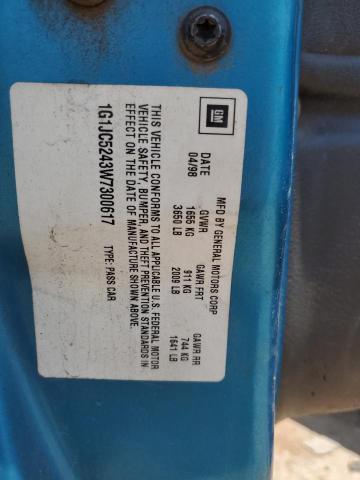 GM
MFD BY GENERAL MOTORS CORP
DATE GVWR GAWR FRT GAWR RR
04/98 1655 KG 911 KG 744 KG
3650 LB 2009 LB 1641 LB
THIS VEHICLE CONFORMS TO ALL APPLICABLE U.S. FEDERAL MOTOR
VEHICLE SAFETY, BUMPER, AND THEFT PREVENTION STANDARDS IN
EFFECT ON THE DATE OF MANUFACTURE SHOWN ABOVE.
1G1JC5243W7300617 TYPE: PASS CAR